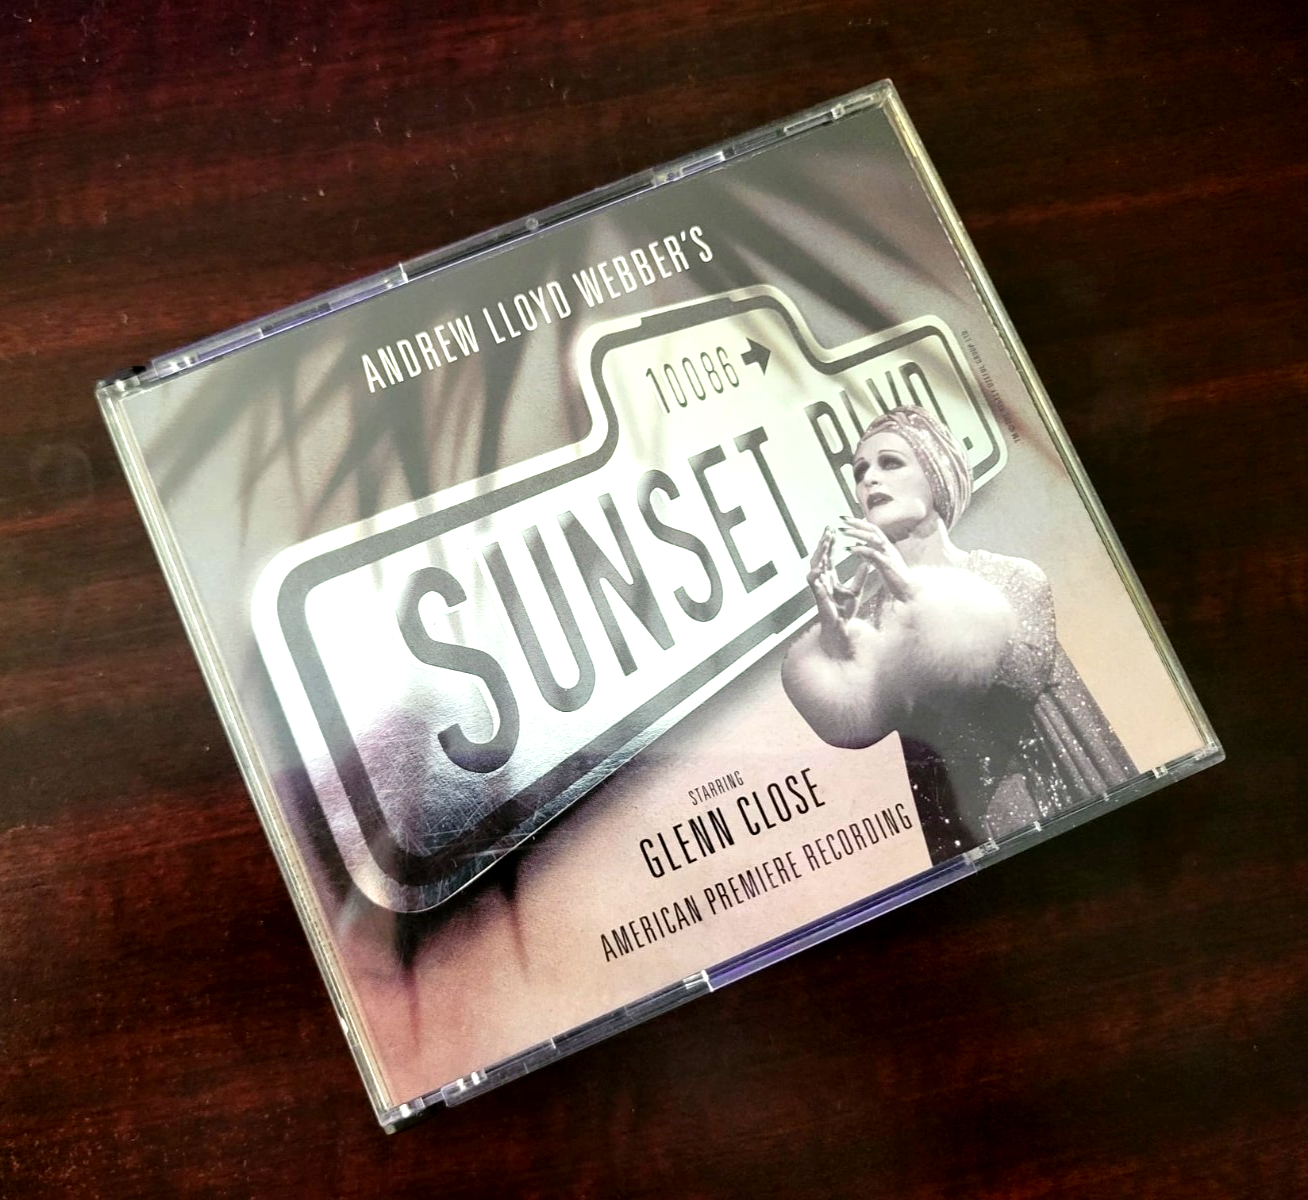 ANDREW LLOYD WEBBER'S
10086
SUNSET BLVD.
STARRING
GLENN CLOSE
AMERICAN PREMIERE RECORDING